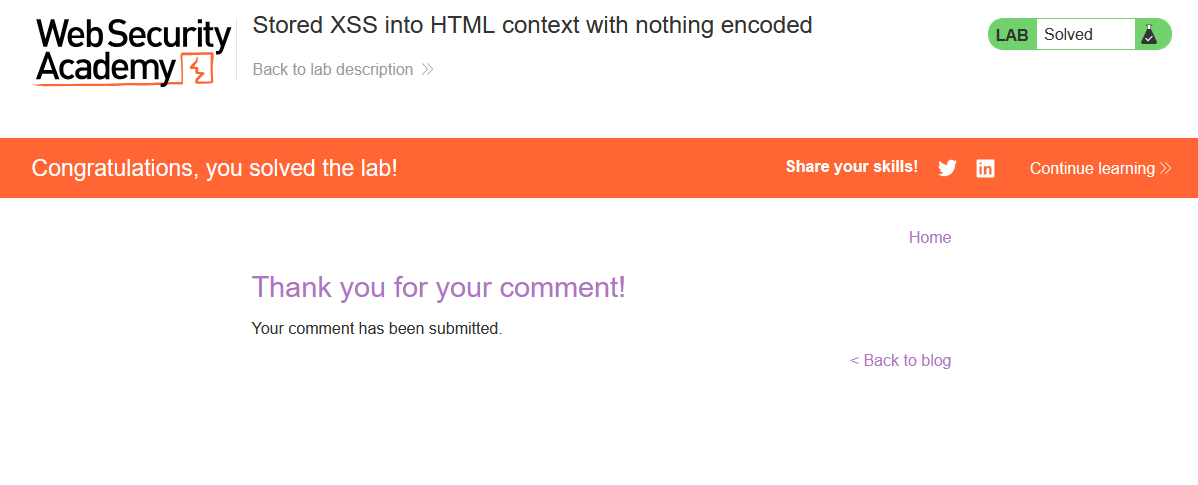 Web Security
Academy
Stored XSS into HTML context with nothing encoded
Back to lab description
LAB Solved
Congratulations, you solved the lab!
Share your skills!
Continue learning
Home
Thank you for your comment!
Your comment has been submitted.
< Back to blog